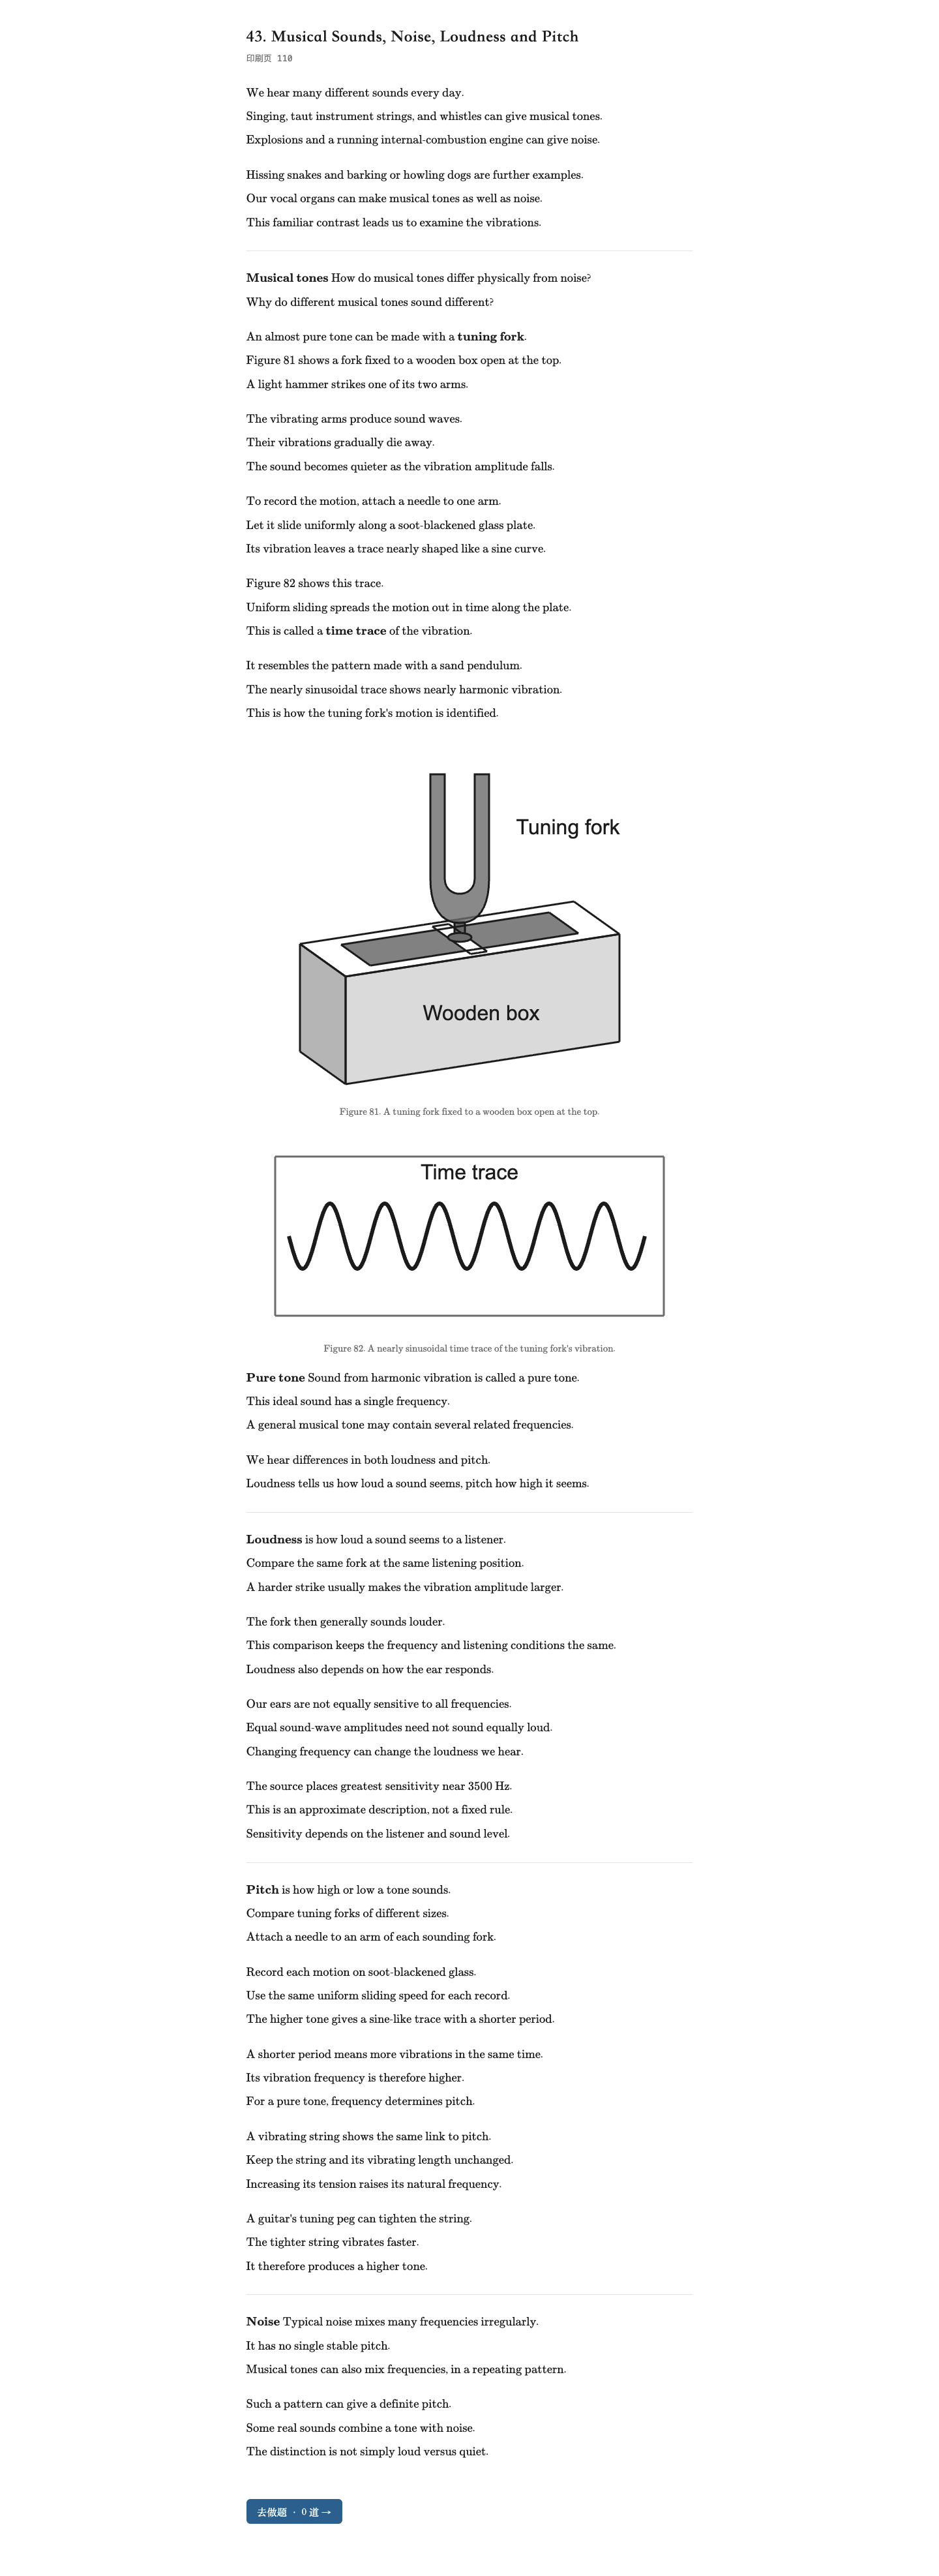 43. Musical Sounds, Noise, Loudness and Pitch
印刷页 110
We hear many different sounds every day.
Singing, taut instrument strings, and whistles can give musical tones.
Explosions and a running internal-combustion engine can give noise.
Hissing snakes and barking or howling dogs are further examples.
Our vocal organs can make musical tones as well as noise.
This familiar contrast leads us to examine the vibrations.
Musical tones How do musical tones differ physically from noise?
Why do different musical tones sound different?
An almost pure tone can be made with a tuning fork.
Figure 81 shows a fork fixed to a wooden box open at the top.
A light hammer strikes one of its two arms.
The vibrating arms produce sound waves.
Their vibrations gradually die away.
The sound becomes quieter as the vibration amplitude falls.
To record the motion, attach a needle to one arm.
Let it slide uniformly along a soot-blackened glass plate.
Its vibration leaves a trace nearly shaped like a sine curve.
Figure 82 shows this trace.
Uniform sliding spreads the motion out in time along the plate.
This is called a time trace of the vibration.
It resembles the pattern made with a sand pendulum.
The nearly sinusoidal trace shows nearly harmonic vibration.
This is how the tuning fork's motion is identified.
Tuning fork
Wooden box
Figure 81. A tuning fork fixed to a wooden box open at the top.
Time trace
Figure 82. A nearly sinusoidal time trace of the tuning fork's vibration.
Pure tone Sound from harmonic vibration is called a pure tone.
This ideal sound has a single frequency.
A general musical tone may contain several related frequencies.
We hear differences in both loudness and pitch.
Loudness tells us how loud a sound seems, pitch how high it seems.
Loudness is how loud a sound seems to a listener.
Compare the same fork at the same listening position.
A harder strike usually makes the vibration amplitude larger.
The fork then generally sounds louder.
This comparison keeps the frequency and listening conditions the same.
Loudness also depends on how the ear responds.
Our ears are not equally sensitive to all frequencies.
Equal sound-wave amplitudes need not sound equally loud.
Changing frequency can change the loudness we hear.
The source places greatest sensitivity near 3500 Hz.
This is an approximate description, not a fixed rule.
Sensitivity depends on the listener and sound level.
Pitch is how high or low a tone sounds.
Compare tuning forks of different sizes.
Attach a needle to an arm of each sounding fork.
Record each motion on soot-blackened glass.
Use the same uniform sliding speed for each record.
The higher tone gives a sine-like trace with a shorter period.
A shorter period means more vibrations in the same time.
Its vibration frequency is therefore higher.
For a pure tone, frequency determines pitch.
A vibrating string shows the same link to pitch.
Keep the string and its vibrating length unchanged.
Increasing its tension raises its natural frequency.
A guitar's tuning peg can tighten the string.
The tighter string vibrates faster.
It therefore produces a higher tone.
Noise Typical noise mixes many frequencies irregularly.
It has no single stable pitch.
Musical tones can also mix frequencies, in a repeating pattern.
Such a pattern can give a definite pitch.
Some real sounds combine a tone with noise.
The distinction is not simply loud versus quiet.
去做题 · 0 道 →